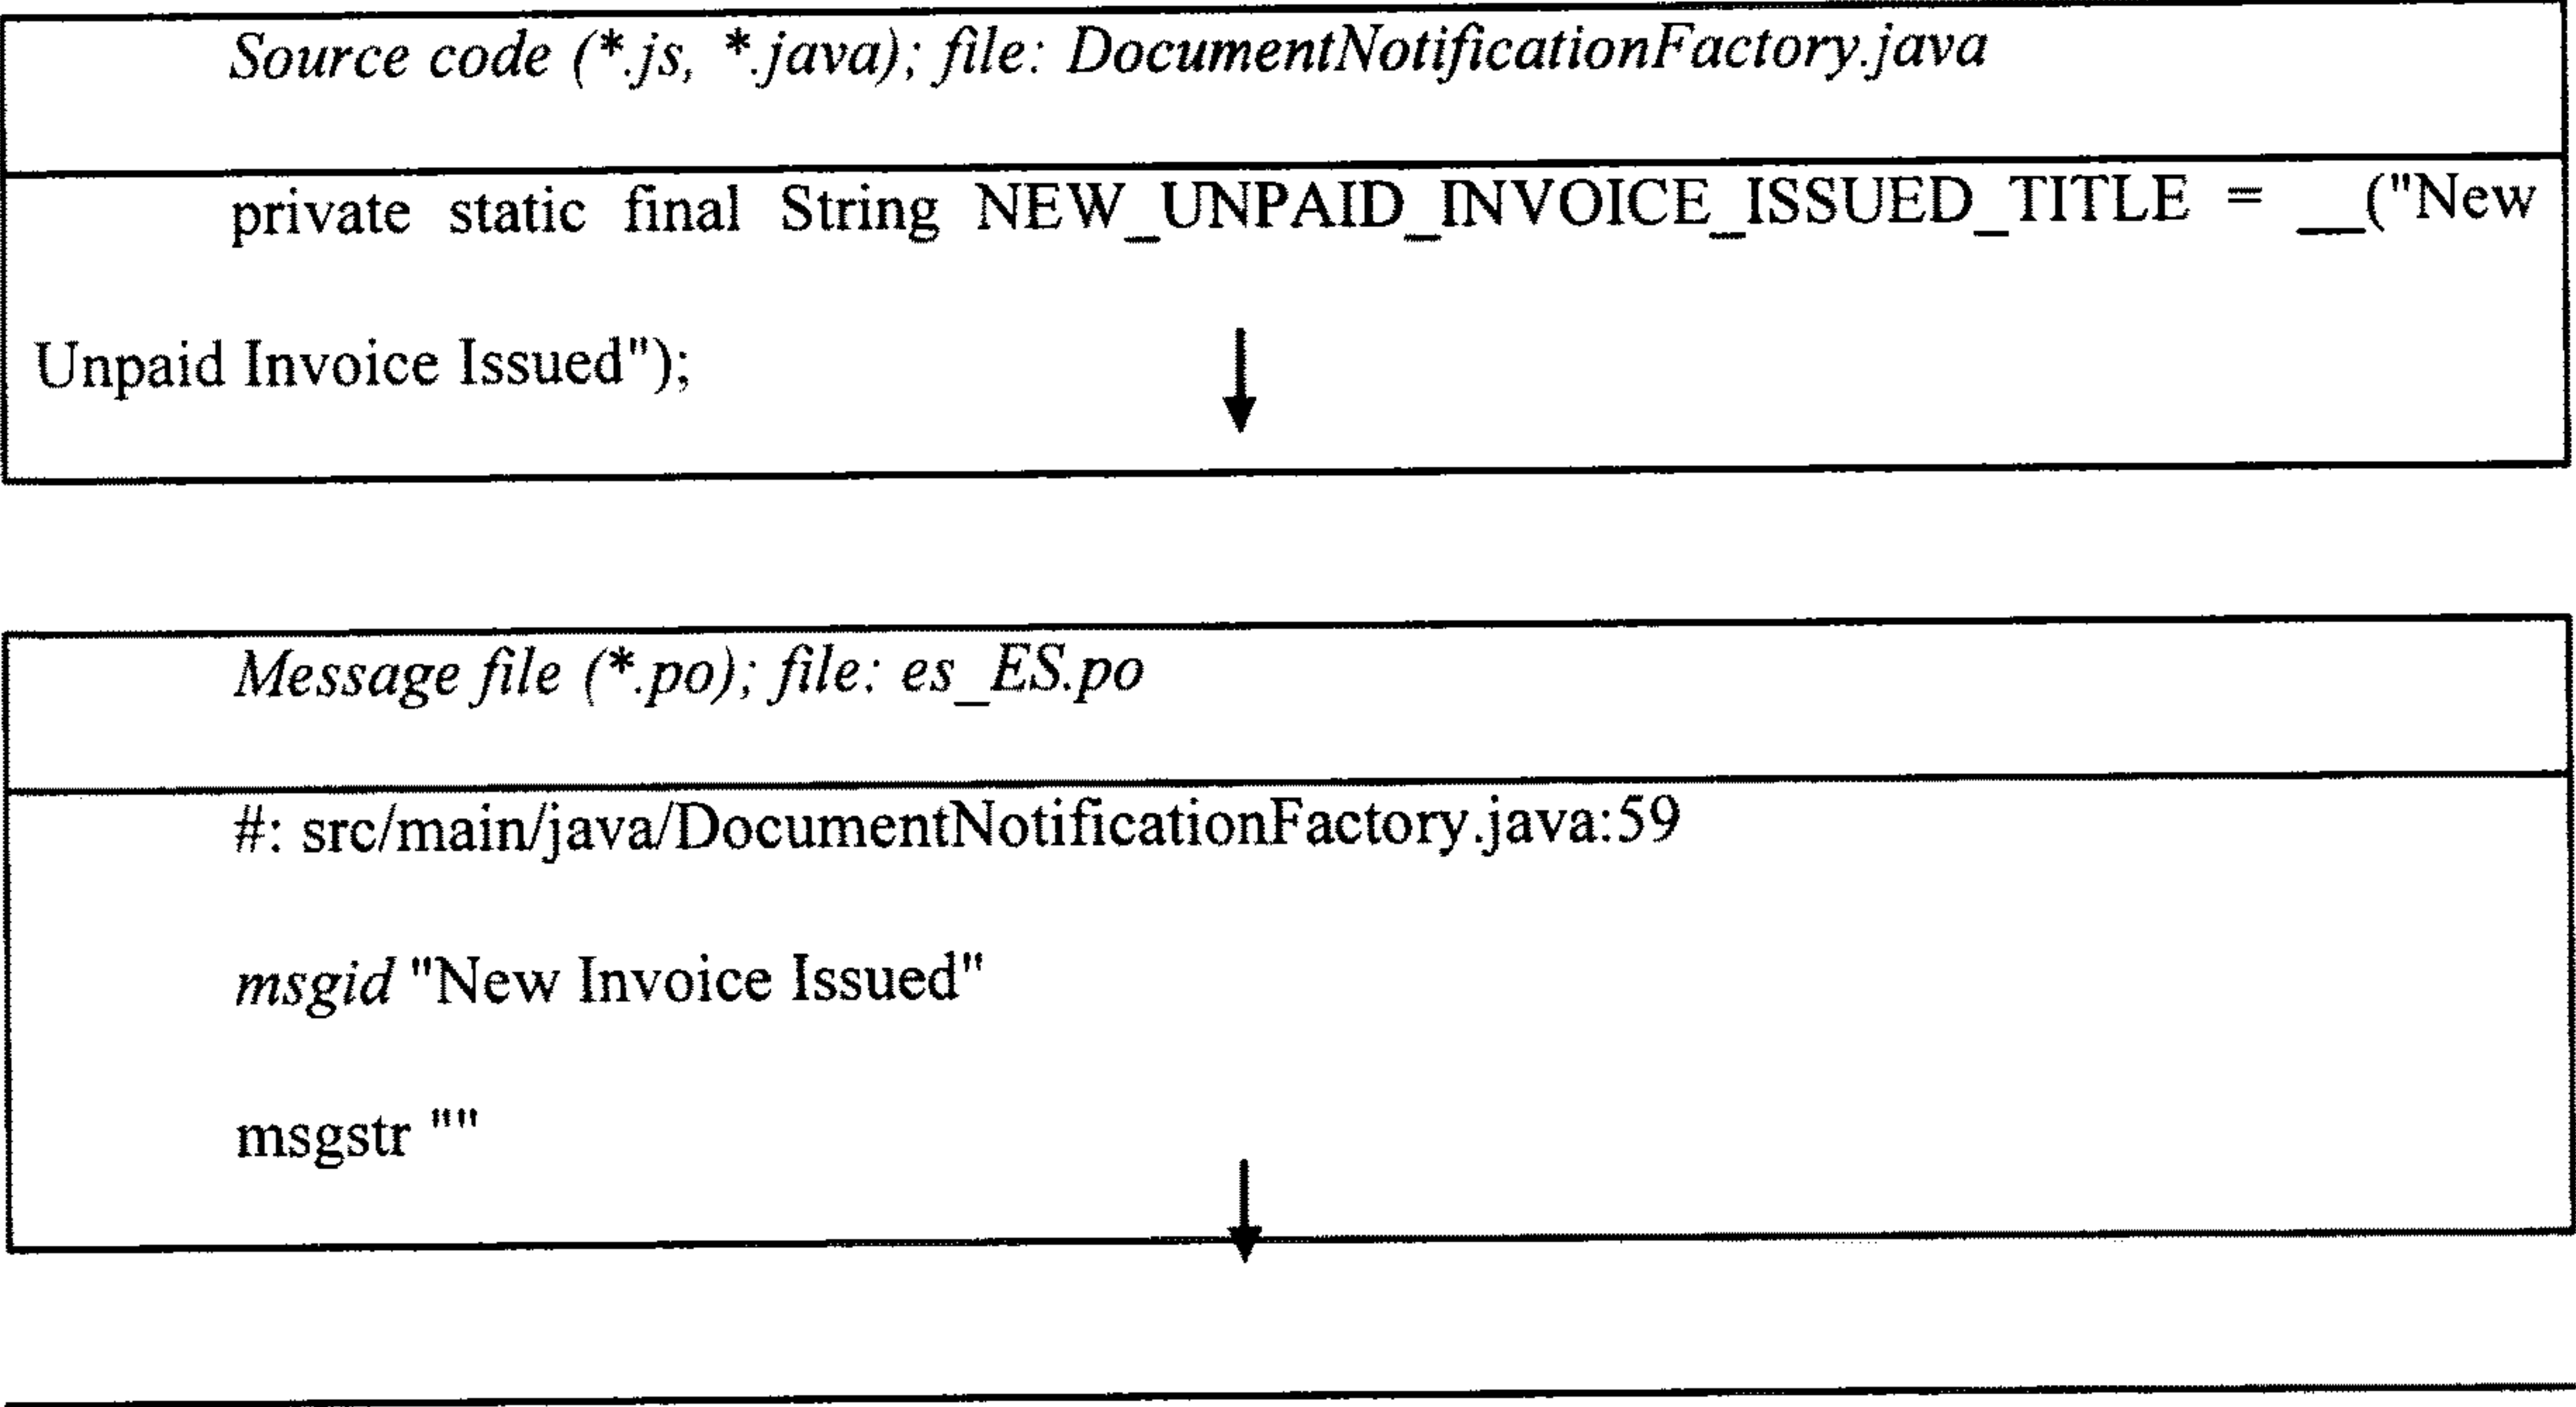 Source code (*.js, *.java); file: DocumentNotificationFactory.java
private static final String NEW_UNPAID_INVOICE_ISSUED_TITLE = __("New
Unpaid Invoice Issued");
Message file (*.po); file: es_ES.po
#: src/main/java/DocumentNotificationFactory.java:59
msgid "New Invoice Issued"
msgstr ""